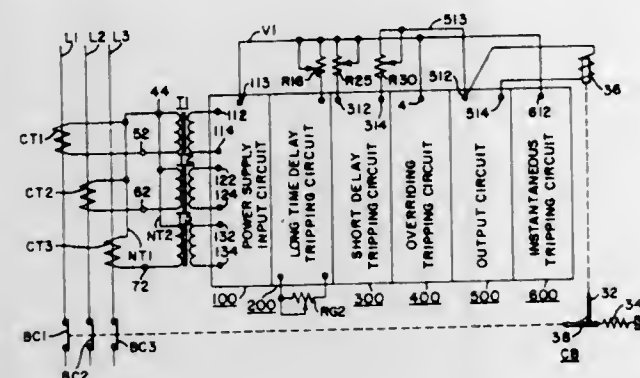 L1 L2 L3
V1
513
44
T1
113
R16
R25
R30
512
36
CT1
52
112
114
312
314
4
514
612
CT2
62
122
124
CT3
NT2
132
134
NT1
72
POWER SUPPLY INPUT CIRCUIT
LONG TIME DELAY TRIPPING CIRCUIT
SHORT DELAY TRIPPING CIRCUIT
OVERRIDING TRIPPING CIRCUIT
OUTPUT CIRCUIT
INSTANTANEOUS TRIPPING CIRCUIT
100
200
300
400
500
600
RG2
32
34
38
CB
BC1
BC2
BC3